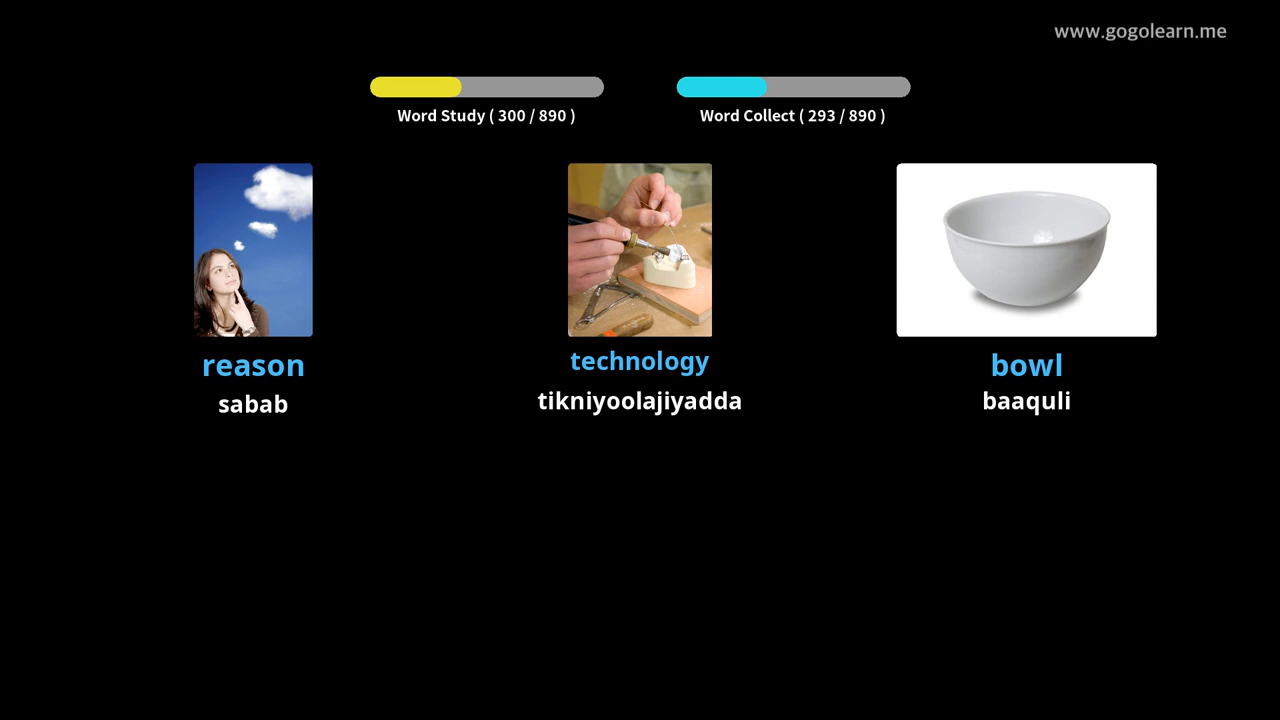 www.gogolearn.me
Word Study ( 300 / 890 )
Word Collect ( 293 / 890 )
reason
technology
bowl
sabab
tikniyoolajiyadda
baaquli